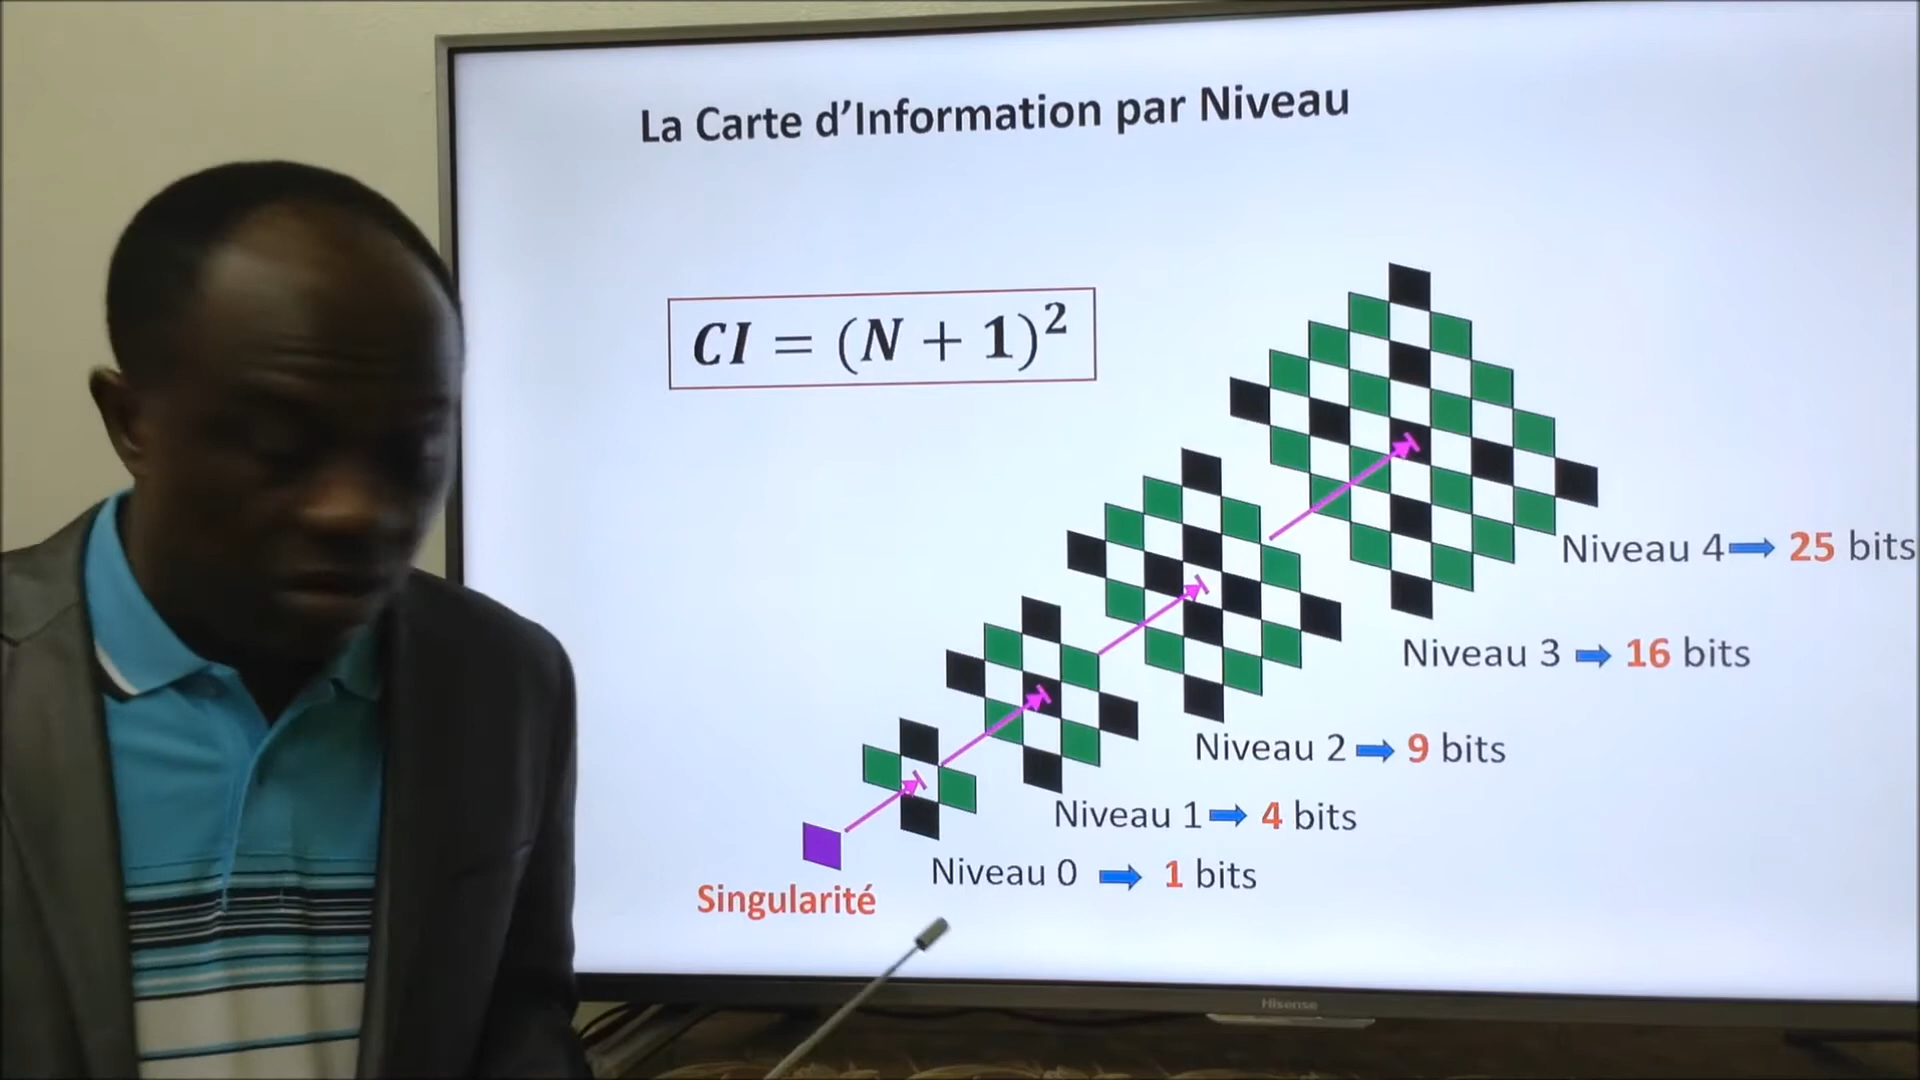 La Carte d’Information par Niveau
CI = (N + 1)²
Niveau 4 25 bits
Niveau 3 16 bits
Niveau 2 9 bits
Niveau 1 4 bits
Niveau 0 1 bits
Singularité
Hisense